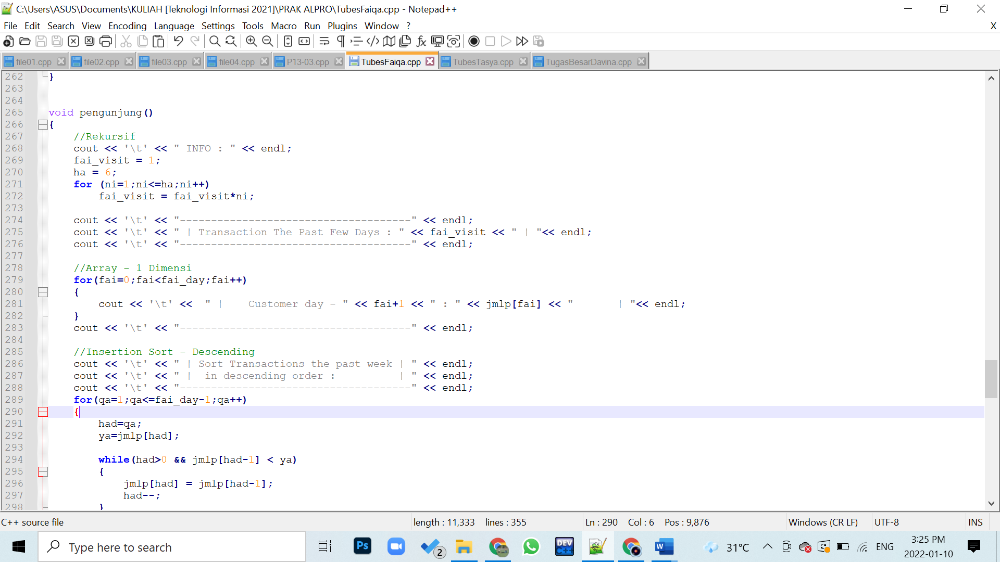 C:\Users\ASUS\Documents\KULIAH [Teknologi Informasi 2021]\PRAK ALPRO\TubesFaiqa.cpp - Notepad++
File Edit Search View Encoding Language Settings Tools Macro Run Plugins Window ? X
file01.cpp file02.cpp file03.cpp file04.cpp P13-03.cpp TubesFaiqa.cpp TubesTasya.cpp TugasBesarDavina.cpp
262 }
263
264
265 void pengunjung()
266 {
267     //Rekursif
268     cout << '\t' << " INFO : " << endl;
269     fai_visit = 1;
270     ha = 6;
271     for (ni=1;ni<=ha;ni++)
272         fai_visit = fai_visit*ni;
273
274     cout << '\t' << "-------------------------------------" << endl;
275     cout << '\t' << " | Transaction The Past Few Days : " << fai_visit << " | "<< endl;
276     cout << '\t' << "-------------------------------------" << endl;
277
278     //Array - 1 Dimensi
279     for(fai=0;fai<fai_day;fai++)
280     {
281         cout << '\t' <<  " |    Customer day - " << fai+1 << " : " << jmlp[fai] << "       | "<< endl;
282     }
283     cout << '\t' << "-------------------------------------" << endl;
284
285     //Insertion Sort - Descending
286     cout << '\t' << " | Sort Transactions the past week | " << endl;
287     cout << '\t' << " |  in descending order :          | " << endl;
288     cout << '\t' << "-------------------------------------" << endl;
289     for(qa=1;qa<=fai_day-1;qa++)
290     {
291         had=qa;
292         ya=jmlp[had];
293
294         while(had>0 && jmlp[had-1] < ya)
295         {
296             jmlp[had] = jmlp[had-1];
297             had--;
298         }
C++ source file length : 11,333 lines : 355 Ln : 290 Col : 6 Pos : 9,876 Windows (CR LF) UTF-8 INS
Type here to search Ps 2 DEV C++ W 31°C ENG 3:25 PM
2022-01-10